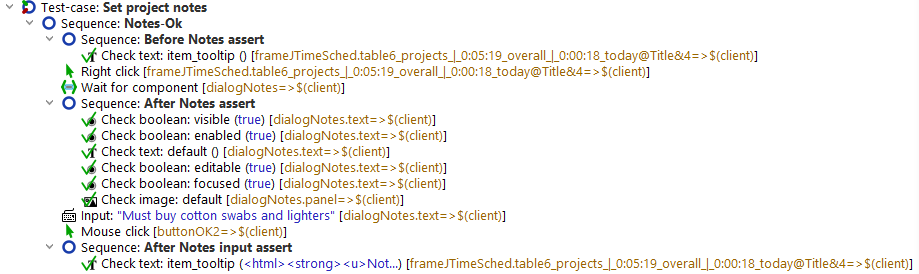 Test-case: Set project notes
Sequence: Notes-Ok
Sequence: Before Notes assert
Check text: item_tooltip () [frameJTimeSched.table6_projects_|_0:05:19_overall_|_0:00:18_today@Title&4=>$(client)]
Right click [frameJTimeSched.table6_projects_|_0:05:19_overall_|_0:00:18_today@Title&4=>$(client)]
Wait for component [dialogNotes=>$(client)]
Sequence: After Notes assert
Check boolean: visible (true) [dialogNotes.text=>$(client)]
Check boolean: enabled (true) [dialogNotes.text=>$(client)]
Check text: default () [dialogNotes.text=>$(client)]
Check boolean: editable (true) [dialogNotes.text=>$(client)]
Check boolean: focused (true) [dialogNotes.text=>$(client)]
Check image: default [dialogNotes.panel=>$(client)]
Input: "Must buy cotton swabs and lighters" [dialogNotes.text=>$(client)]
Mouse click [buttonOK2=>$(client)]
Sequence: After Notes input assert
Check text: item_tooltip (<html><strong><u>Not...) [frameJTimeSched.table6_projects_|_0:05:19_overall_|_0:00:18_today@Title&4=>$(client)]